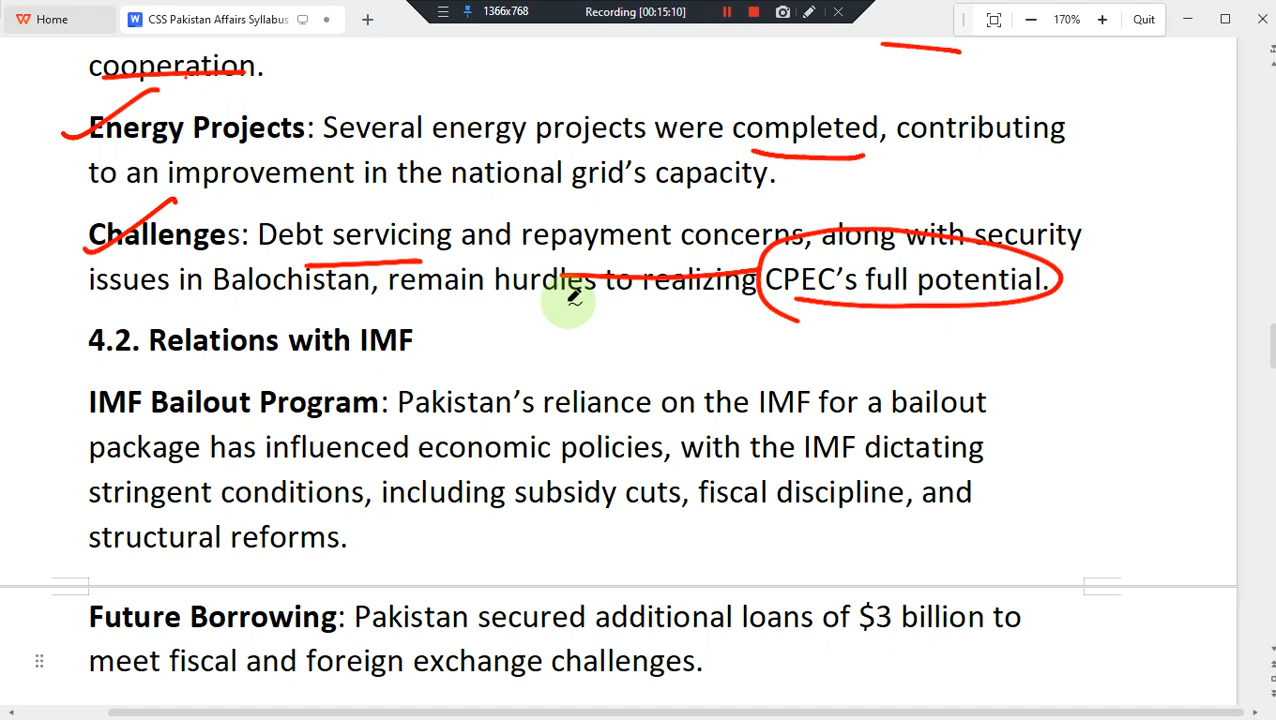 Home
CSS Pakistan Affairs Syllabus
1366x768
Recording [00:15:10]
170%
Quit
cooperation.
Energy Projects: Several energy projects were completed, contributing
to an improvement in the national grid’s capacity.
Challenges: Debt servicing and repayment concerns, along with security
issues in Balochistan, remain hurdles to realizing CPEC’s full potential.
4.2. Relations with IMF
IMF Bailout Program: Pakistan’s reliance on the IMF for a bailout
package has influenced economic policies, with the IMF dictating
stringent conditions, including subsidy cuts, fiscal discipline, and
structural reforms.
Future Borrowing: Pakistan secured additional loans of $3 billion to
meet fiscal and foreign exchange challenges.